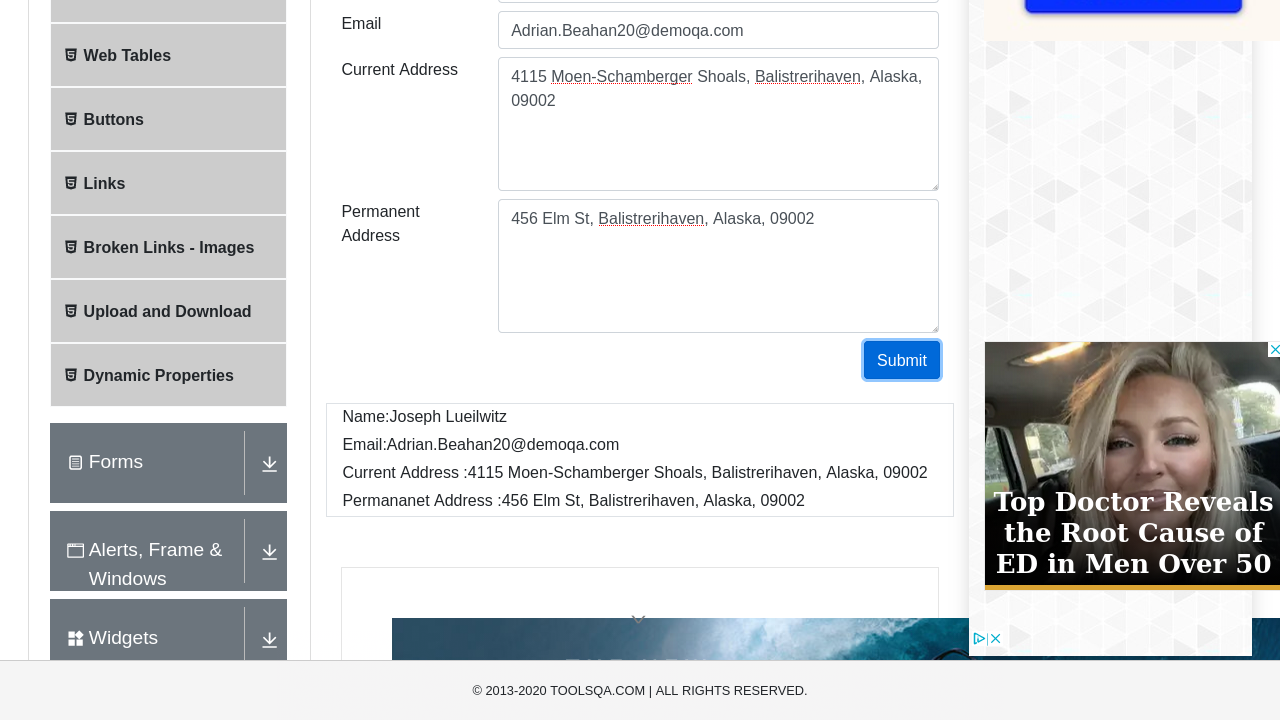 Web Tables
Buttons
Links
Broken Links - Images
Upload and Download
Dynamic Properties
Forms
Alerts, Frame &
Windows
Widgets
Email
Adrian.Beahan20@demoqa.com
Current Address
4115 Moen-Schamberger Shoals, Balistrerihaven, Alaska,
09002
Permanent
Address
456 Elm St, Balistrerihaven, Alaska, 09002
Submit
Name:Joseph Lueilwitz
Email:Adrian.Beahan20@demoqa.com
Current Address :4115 Moen-Schamberger Shoals, Balistrerihaven, Alaska, 09002
Permananet Address :456 Elm St, Balistrerihaven, Alaska, 09002
Top Doctor Reveals
the Root Cause of
ED in Men Over 50
© 2013-2020 TOOLSQA.COM | ALL RIGHTS RESERVED.